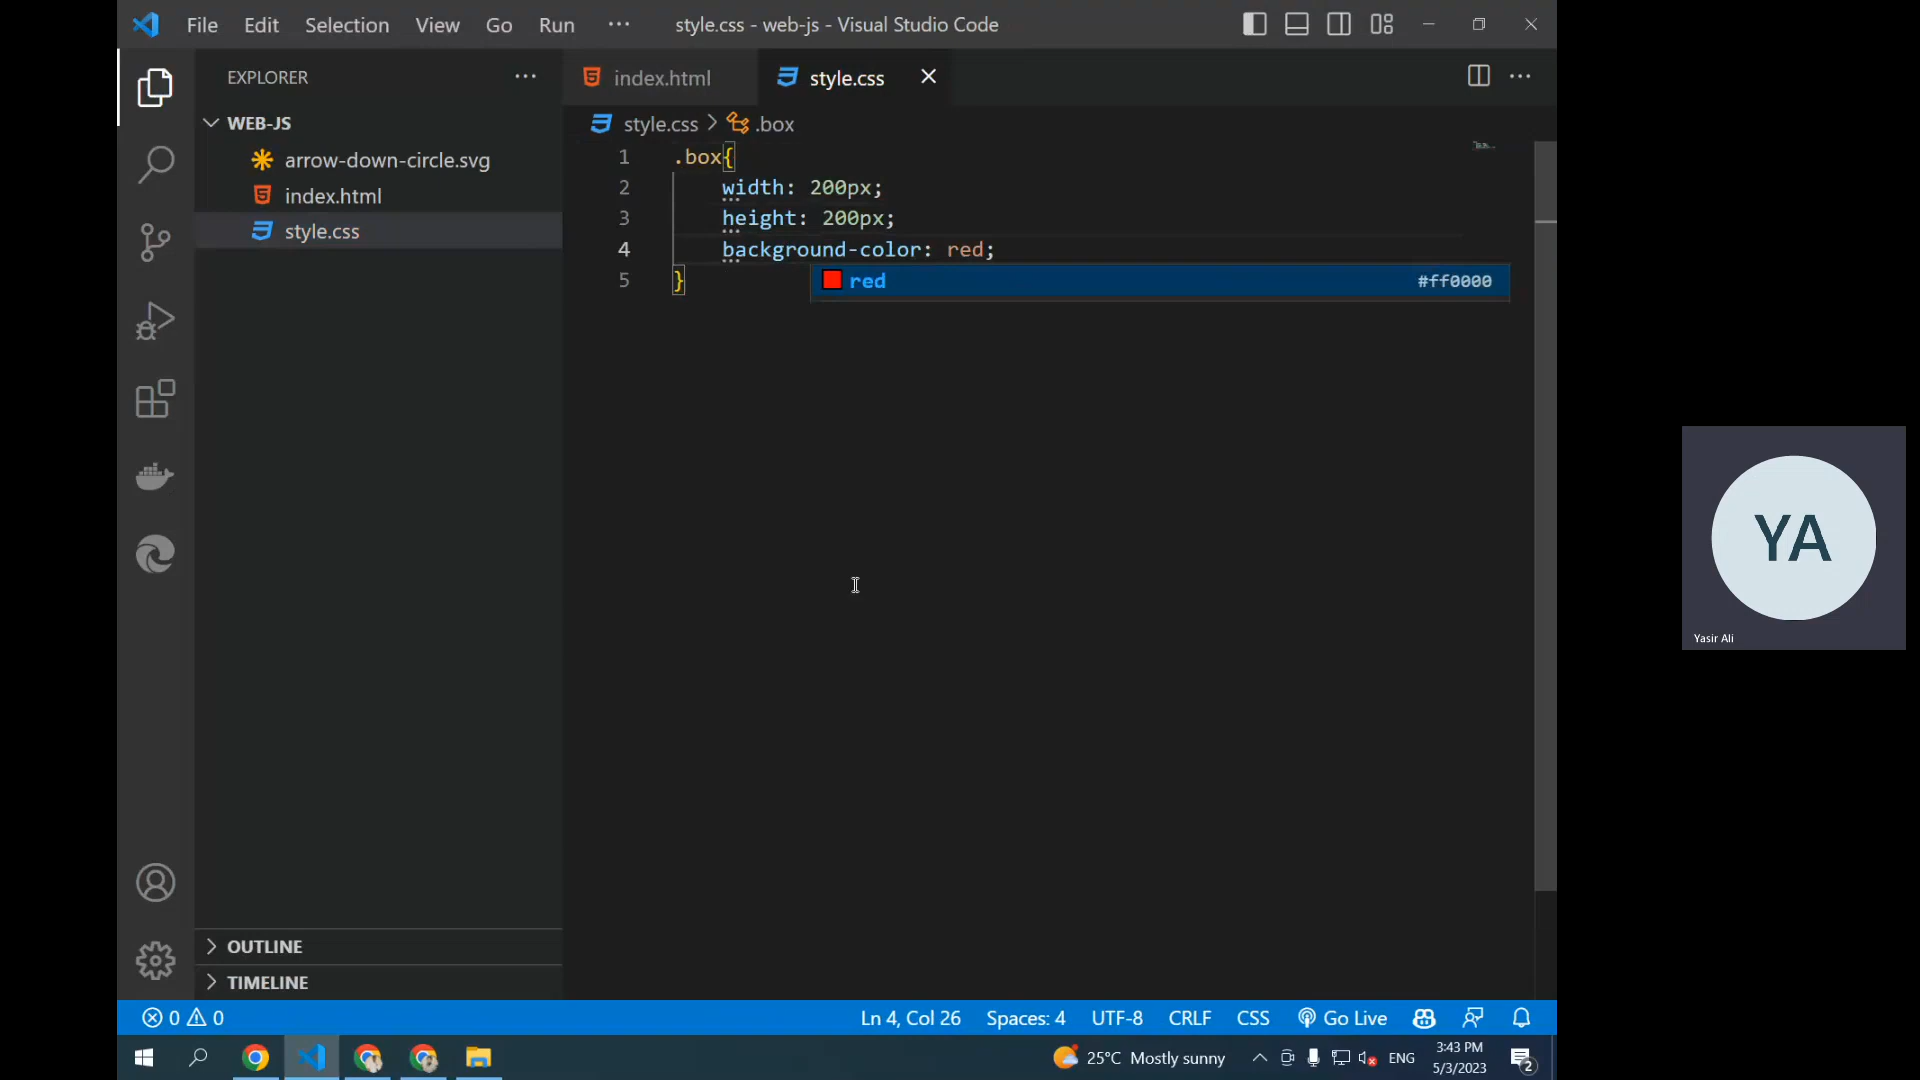 File Edit Selection View Go Run ··· style.css - web-js - Visual Studio Code
EXPLORER ···
index.html
style.css
WEB-JS
arrow-down-circle.svg
index.html
style.css
style.css > .box
1 .box{
2 width: 200px;
3 height: 200px;
4 background-color: red;
5 }
red #ff0000
YA
Yasir Ali
OUTLINE
TIMELINE
0 0 Ln 4, Col 26 Spaces: 4 UTF-8 CRLF CSS Go Live
25°C Mostly sunny ENG 3:43 PM
5/3/2023
2